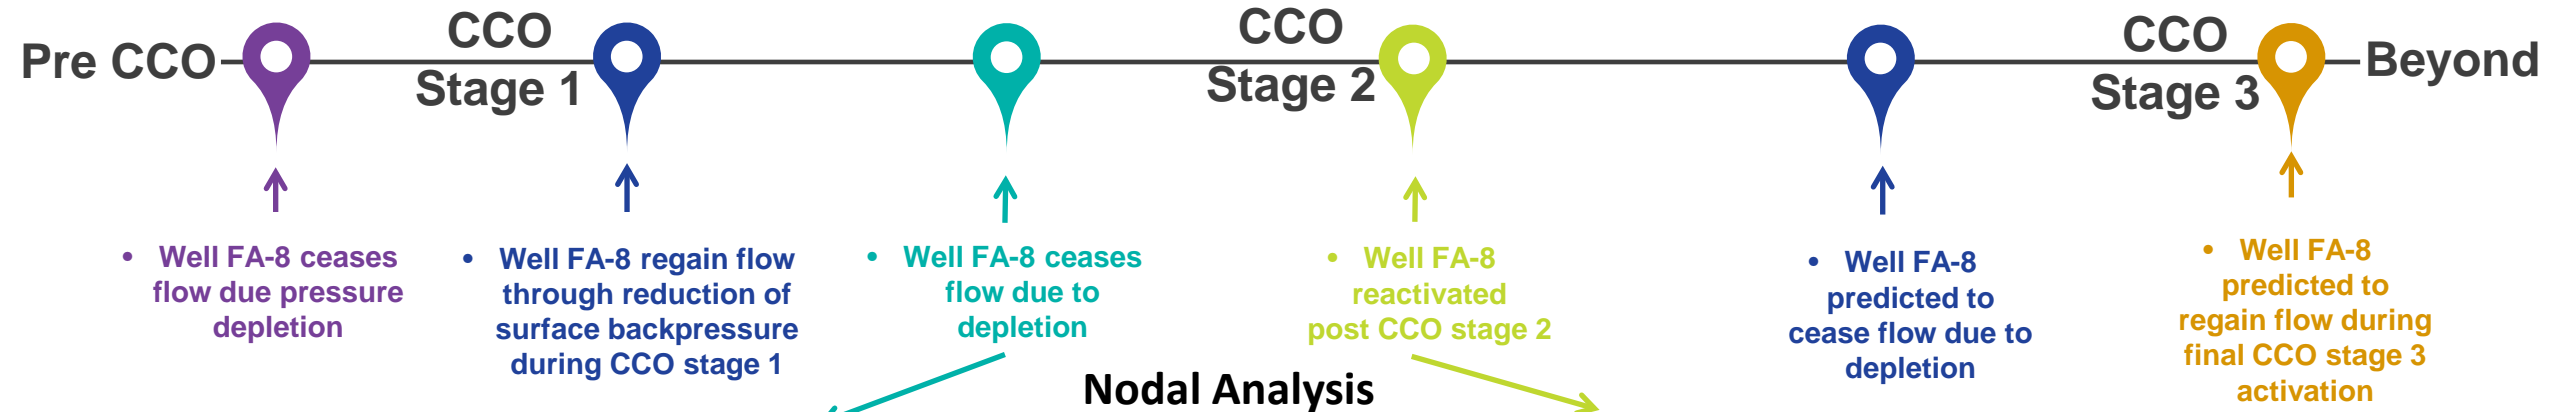 Pre CCO
CCO
Stage 1
CCO
Stage 2
CCO
Stage 3
Beyond
• Well FA-8 ceases
flow due pressure
depletion
• Well FA-8 regain flow
through reduction of
surface backpressure
during CCO stage 1
• Well FA-8 ceases
flow due to
depletion
• Well FA-8
reactivated
post CCO stage 2
• Well FA-8
predicted to
cease flow due to
depletion
• Well FA-8
predicted to
regain flow during
final CCO stage 3
activation
Nodal Analysis